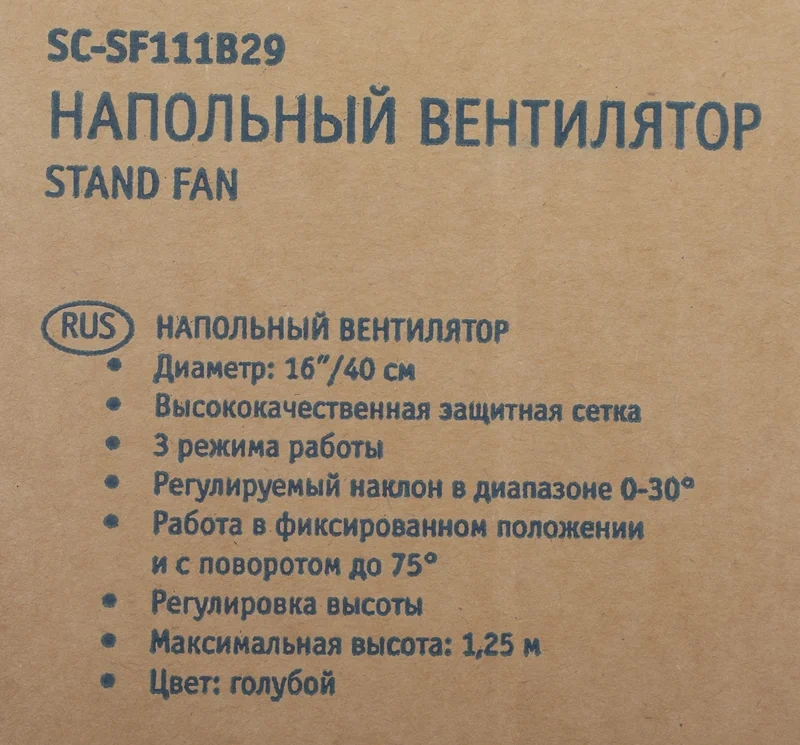 SC-SF111B29
НАПОЛЬНЫЙ ВЕНТИЛЯТОР
STAND FAN
RUS НАПОЛЬНЫЙ ВЕНТИЛЯТОР
• Диаметр: 16"/40 см
• Высококачественная защитная сетка
• 3 режима работы
• Регулируемый наклон в диапазоне 0-30°
• Работа в фиксированном положении
и с поворотом до 75°
• Регулировка высоты
• Максимальная высота: 1,25 м
• Цвет: голубой